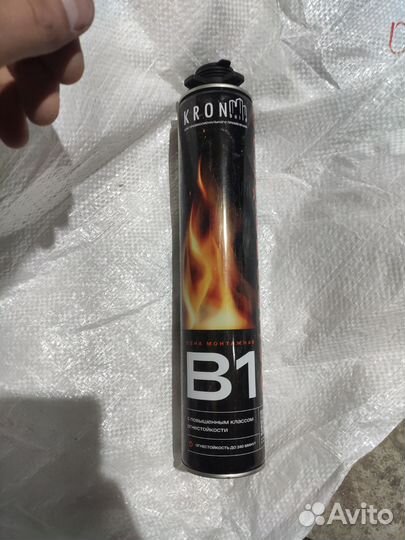 KRON
ПЕНА МОНТАЖНАЯ
B1
с повышенным классом
огнестойкости
ОГНЕСТОЙКОСТЬ ДО 240 МИНУТ
Avito